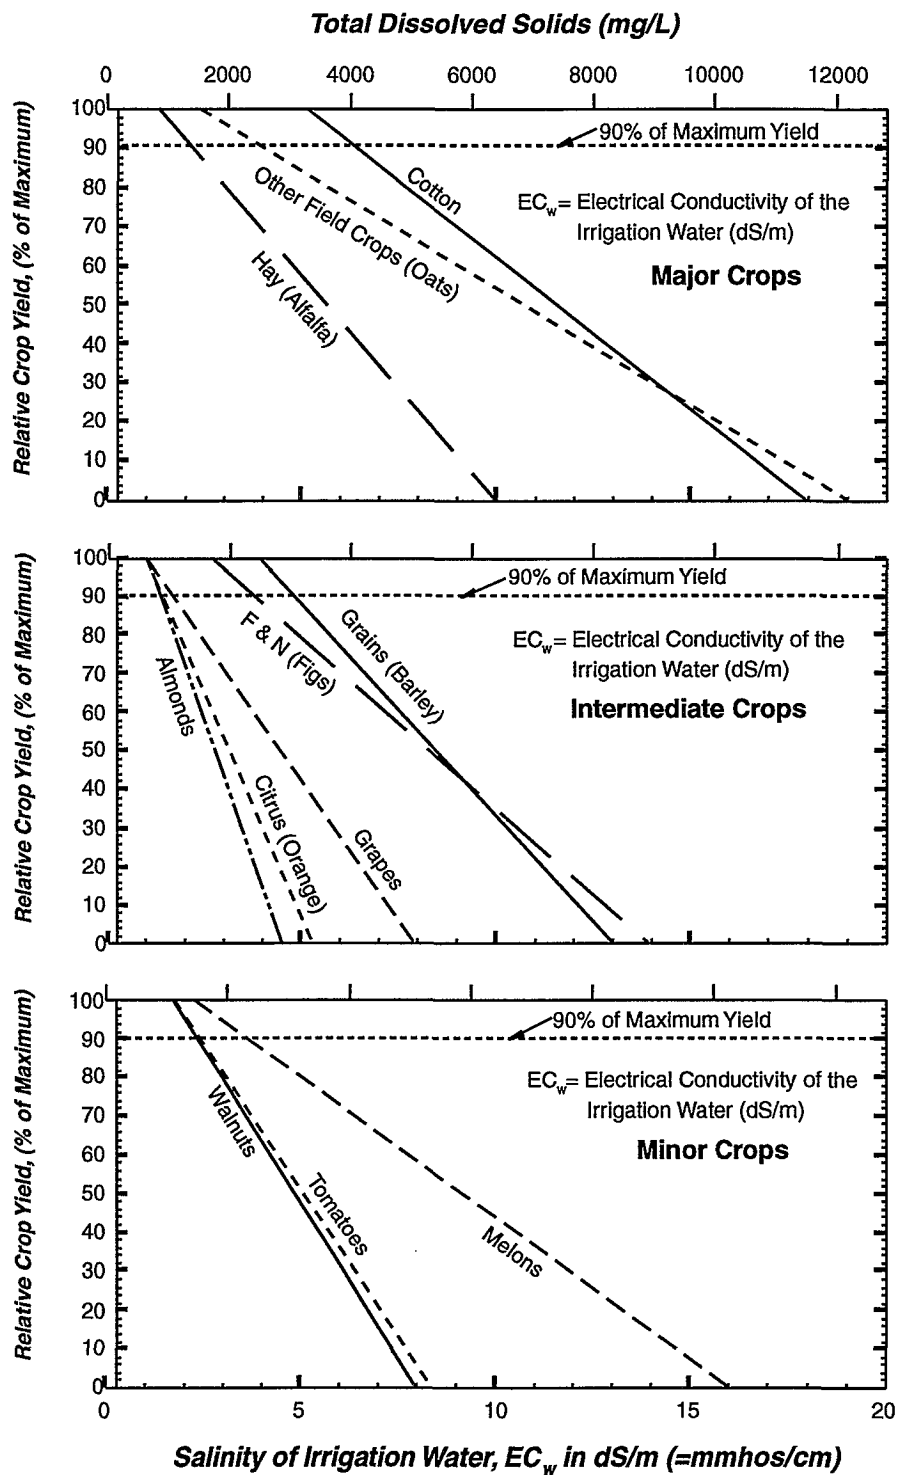 Total Dissolved Solids (mg/L)
0 2000 4000 6000 8000 10000 12000
Relative Crop Yield, (% of Maximum)
100
90
80
70
60
50
40
30
20
10
0
90% of Maximum Yield
Cotton
Other Field Crops (Oats)
Hay (Alfalfa)
ECw= Electrical Conductivity of the
Irrigation Water (dS/m)
Major Crops
Relative Crop Yield, (% of Maximum)
100
90
80
70
60
50
40
30
20
10
0
90% of Maximum Yield
F & N (Figs)
Grains (Barley)
Almonds
Citrus (Orange)
Grapes
ECw= Electrical Conductivity of the
Irrigation Water (dS/m)
Intermediate Crops
Relative Crop Yield, (% of Maximum)
100
90
80
70
60
50
40
30
20
10
0
90% of Maximum Yield
Walnuts
Tomatoes
Melons
ECw= Electrical Conductivity of the
Irrigation Water (dS/m)
Minor Crops
0 5 10 15 20
Salinity of Irrigation Water, ECw in dS/m (=mmhos/cm)